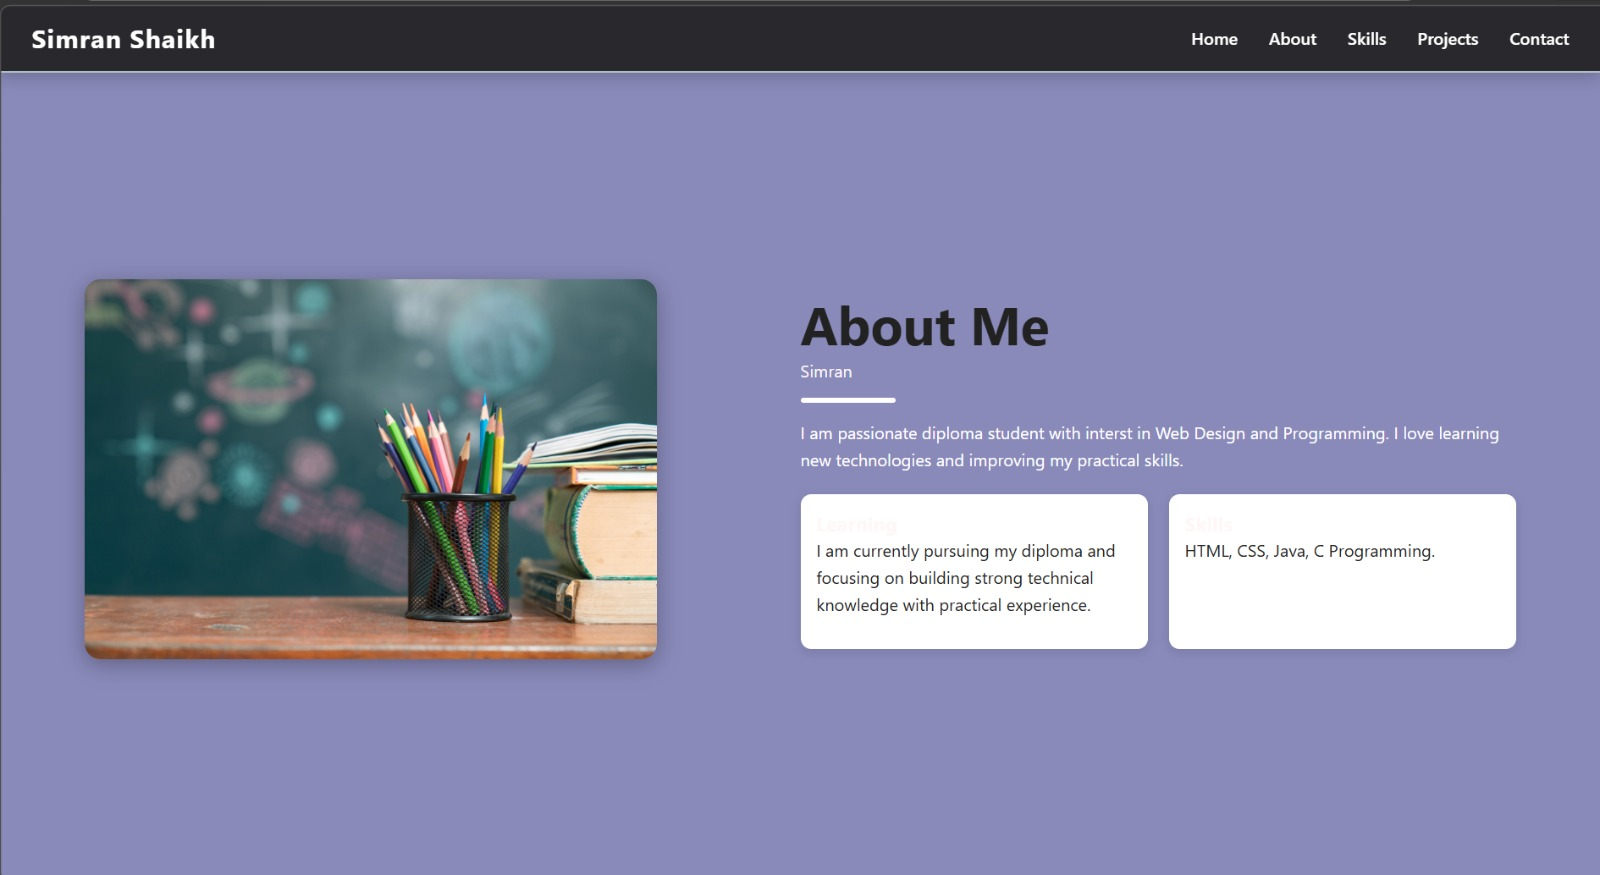 Simran Shaikh
Home About Skills Projects Contact
About Me
Simran
I am passionate diploma student with interst in Web Design and Programming. I love learning
new technologies and improving my practical skills.
Learning
I am currently pursuing my diploma and
focusing on building strong technical
knowledge with practical experience.
Skills
HTML, CSS, Java, C Programming.